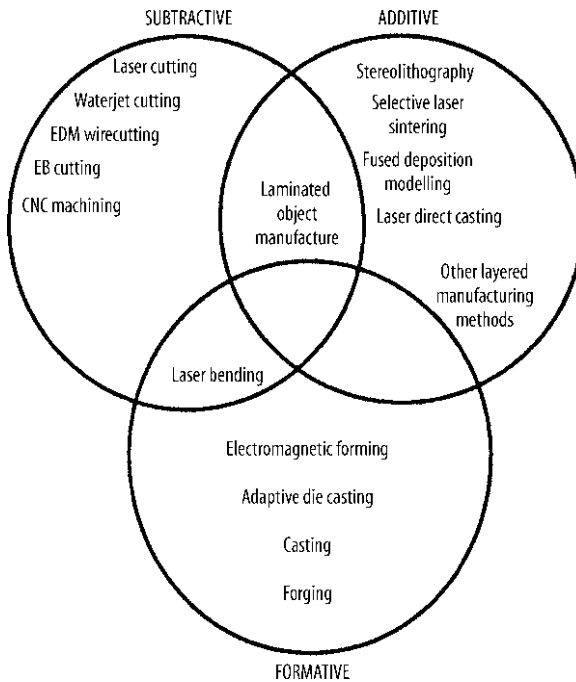 SUBTRACTIVE
ADDITIVE
Laser cutting
Waterjet cutting
EDM wirecutting
EB cutting
CNC machining
Stereolithography
Selective laser
sintering
Fused deposition
modelling
Laser direct casting
Other layered
manufacturing
methods
Laminated
object
manufacture
Laser bending
Electromagnetic forming
Adaptive die casting
Casting
Forging
FORMATIVE